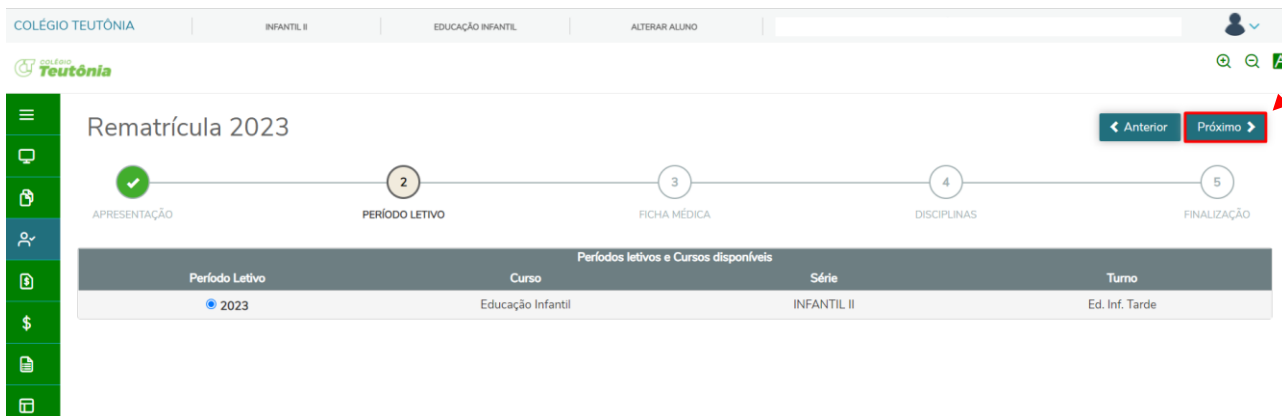 COLÉGIO TEUTÔNIA INFANTIL II EDUCAÇÃO INFANTIL ALTERAR ALUNO
COLÉGIO
Teutônia
A
Rematrícula 2023
Anterior Próximo
2 3 4 5
APRESENTAÇÃO PERÍODO LETIVO FICHA MÉDICA DISCIPLINAS FINALIZAÇÃO
Períodos letivos e Cursos disponíveis
Período Letivo Curso Série Turno
2023 Educação Infantil INFANTIL II Ed. Inf. Tarde
$